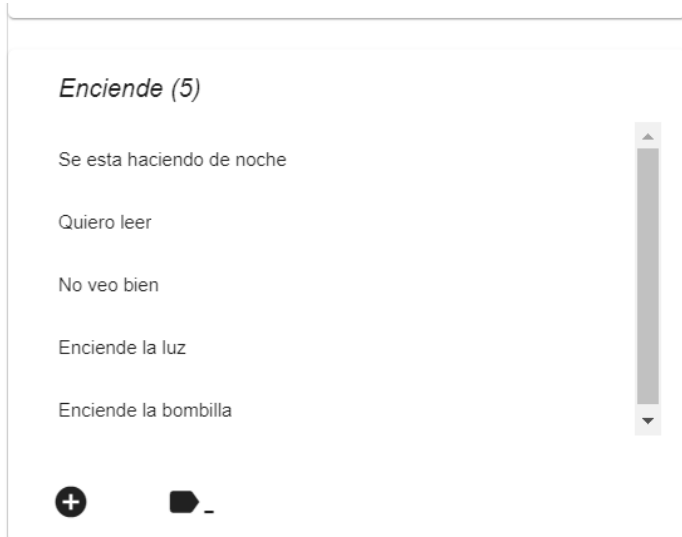 Enciende (5)
Se esta haciendo de noche
Quiero leer
No veo bien
Enciende la luz
Enciende la bombilla